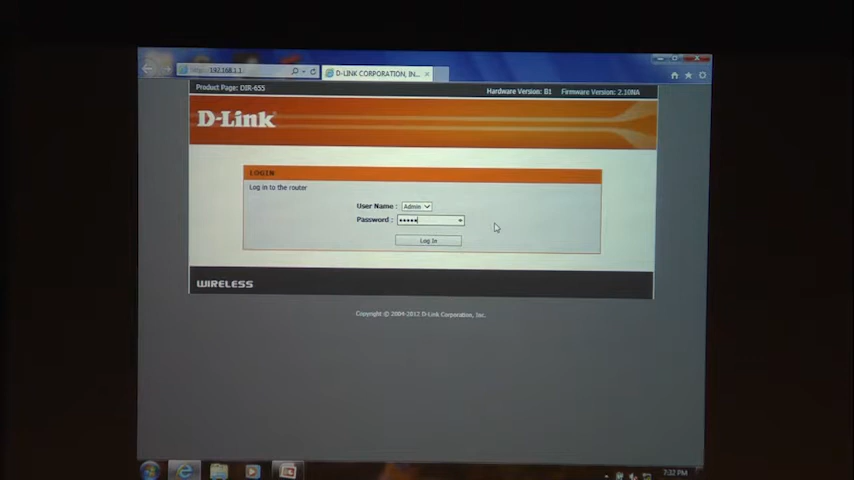 192.168.1.1
D-LINK CORPORATION, IN...
Product Page: DIR-655
Hardware Version: B1 Firmware Version: 2.10NA
D-Link
LOGIN
Log in to the router
User Name : Admin
Password : •••••
Log In
WIRELESS
Copyright © 2004-2012 D-Link Corporation, Inc.
7:32 PM